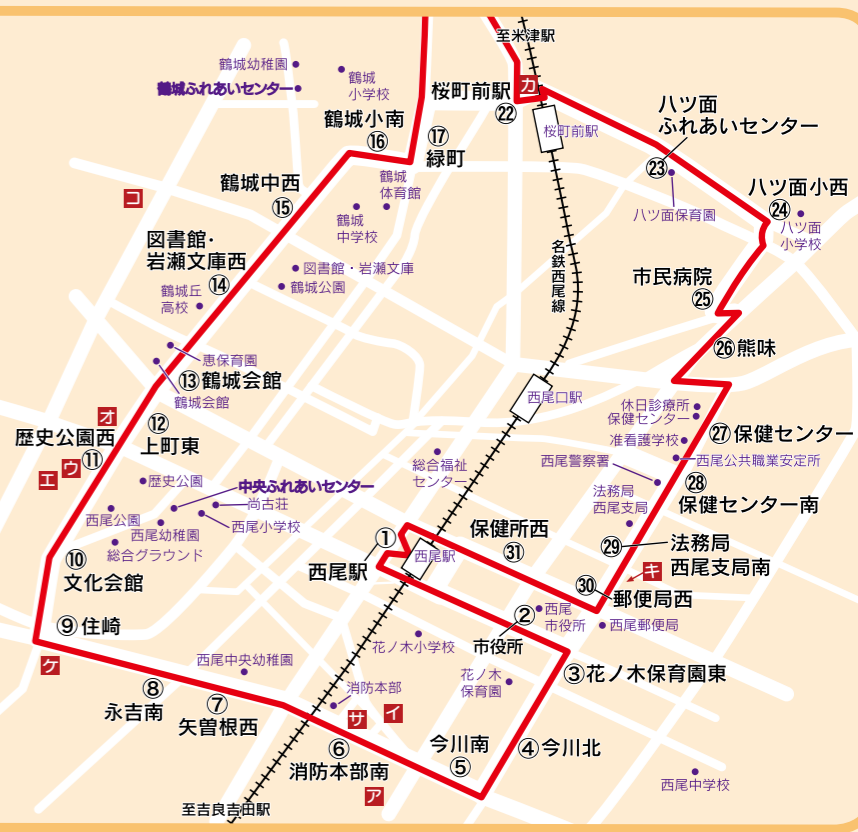 至米津駅
鶴城幼稚園
鶴城ふれあいセンター
鶴城
小学校
桜町前駅
カ
㉒
桜町前駅
八ツ面
ふれあいセンター
㉓
八ツ面保育園
八ツ面小西
㉔
八ツ面
小学校
鶴城小南
⑯
⑰
緑町
鶴城中西
⑮
鶴城
体育館
鶴城
中学校
コ
図書館・
岩瀬文庫西
⑭
図書館・岩瀬文庫
鶴城公園
鶴城丘
高校
名鉄西尾線
市民病院
㉕
㉖熊味
恵保育園
⑬鶴城会館
鶴城会館
西尾口駅
オ
⑫
上町東
歴史公園西
⑪
ウ
エ
休日診療所
保健センター
准看護学校
㉗保健センター
西尾公共職業安定所
西尾警察署
㉘
保健センター南
総合福祉
センター
歴史公園
中央ふれあいセンター
尚古荘
西尾公園
西尾幼稚園
西尾小学校
総合グラウンド
法務局
西尾支局
①
西尾駅
西尾駅
保健所西
㉛
㉙
法務局
西尾支局南
キ
⑩
文化会館
㉚
郵便局西
②
市役所
西尾
市役所
西尾郵便局
⑨住崎
ケ
花ノ木小学校
③花ノ木保育園東
西尾中央幼稚園
花ノ木
保育園
⑧
永吉南
⑦
矢曽根西
消防本部
サ
イ
⑥
消防本部南
今川南
⑤
④今川北
ア
西尾中学校
至吉良吉田駅